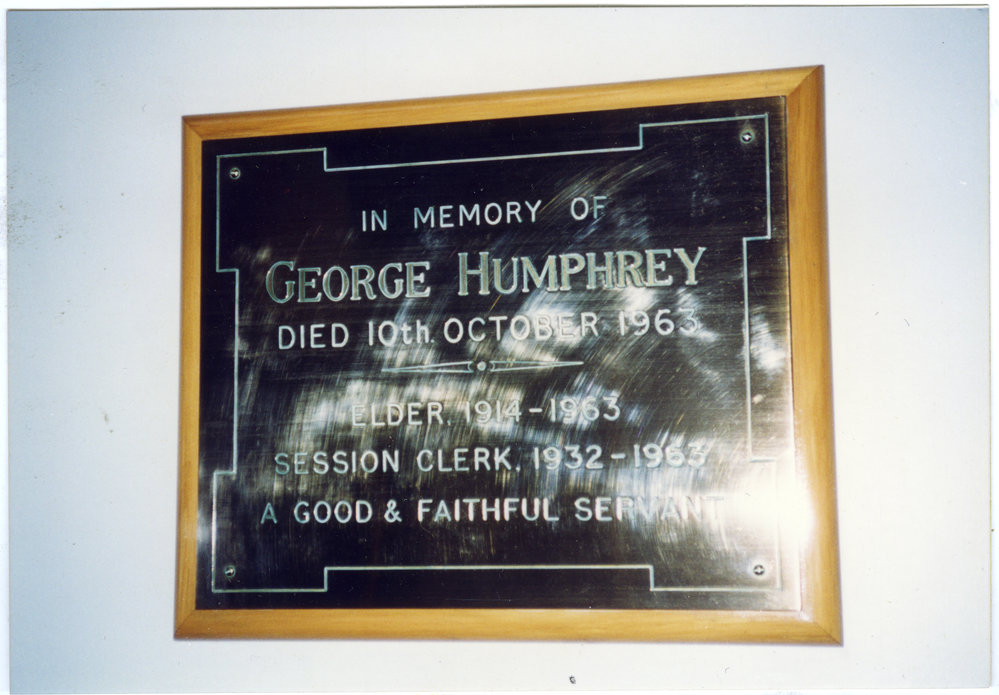 IN MEMORY OF
GEORGE HUMPHREY
DIED 10th. OCTOBER 1963
ELDER, 1914-1963
SESSION CLERK, 1932-1963
A GOOD & FAITHFUL SERVANT